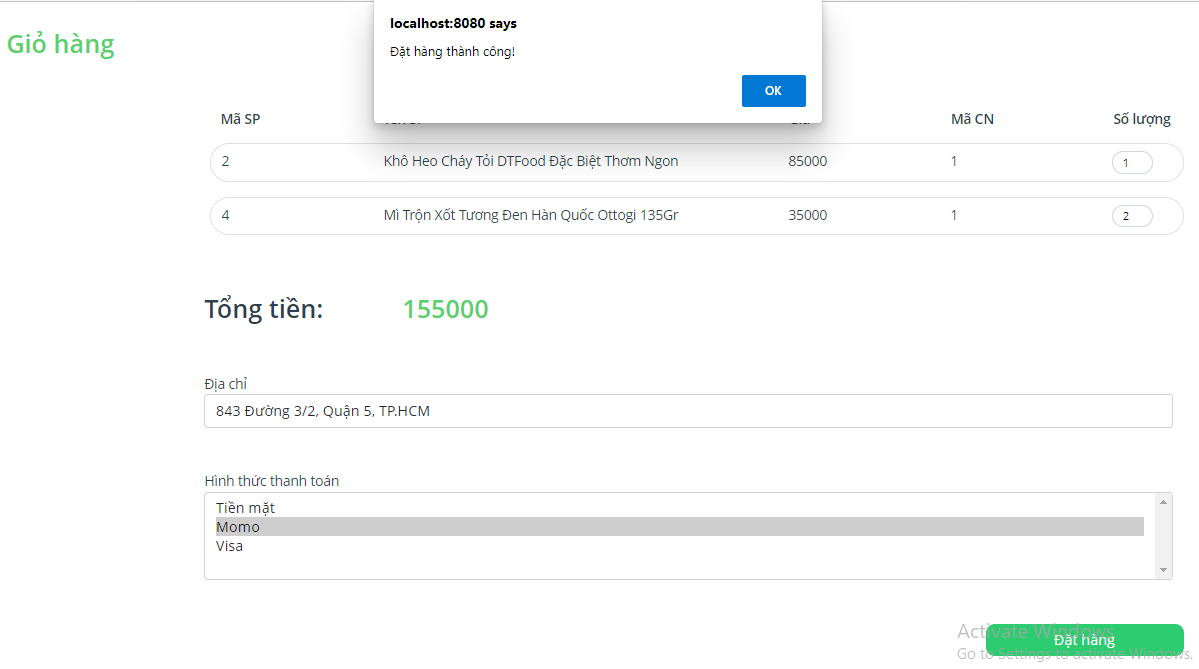 localhost:8080 says
Đặt hàng thành công!
OK
Giỏ hàng
Mã SP Mã CN Số lượng
2 Khô Heo Cháy Tỏi DTFood Đặc Biệt Thơm Ngon 85000 1 1
4 Mì Trộn Xốt Tương Đen Hàn Quốc Ottogi 135Gr 35000 1 2
Tổng tiền: 155000
Địa chỉ
843 Đường 3/2, Quận 5, TP.HCM
Hình thức thanh toán
Tiền mặt
Momo
Visa
Activate Windows
Đặt hàng
Go to Settings to activate Windows.